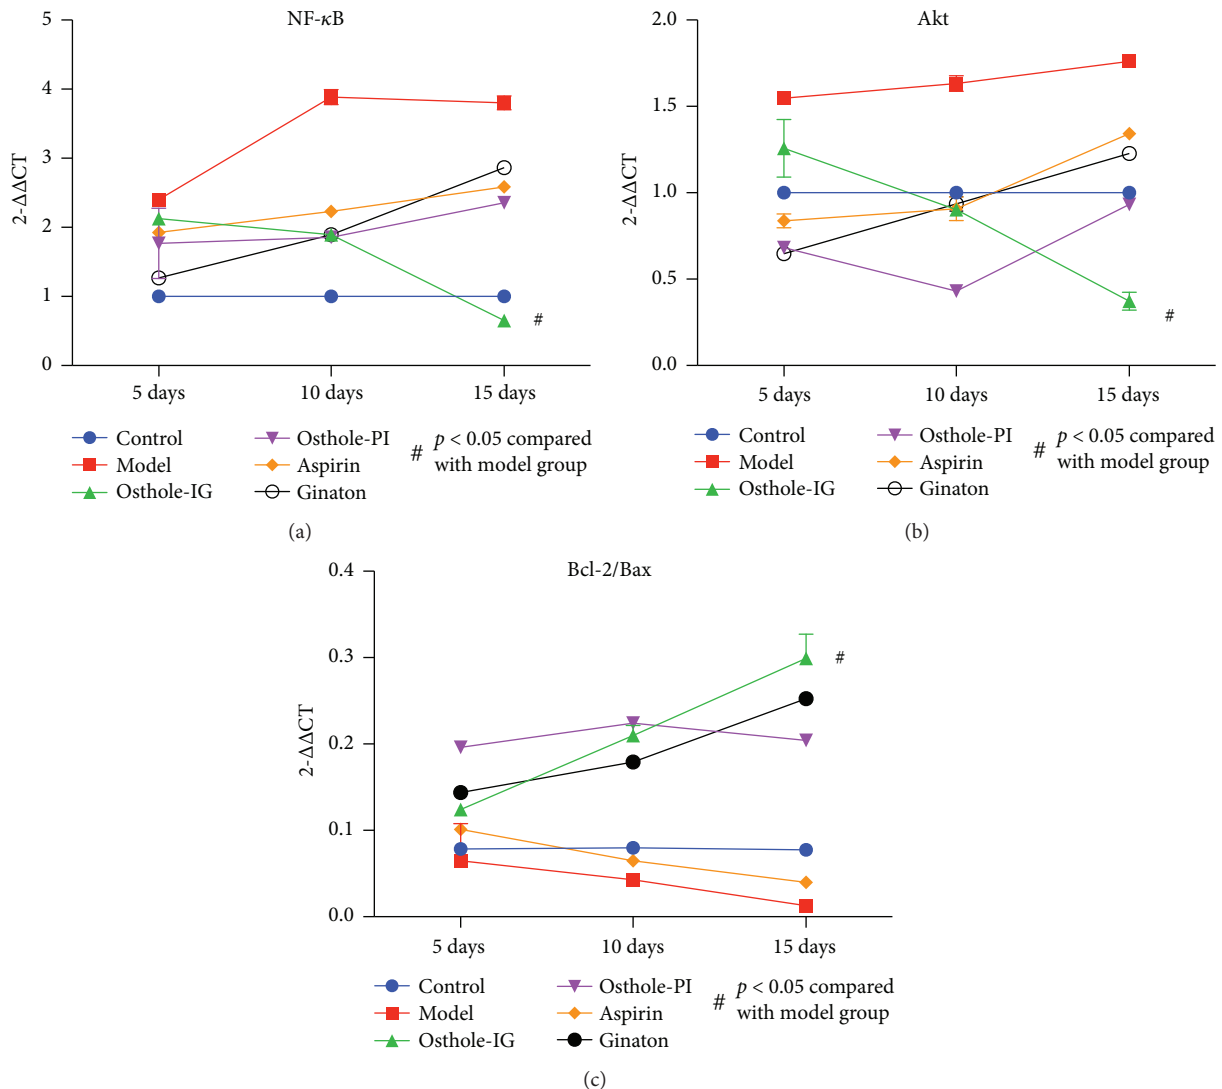 NF-κB
5
4
3
2
1
0
2-ΔΔCT
5 days 10 days 15 days
#
Control
Model
Osthole-IG
Osthole-PI
Aspirin
Ginaton
# p < 0.05 compared
with model group
(a)
Akt
2.0
1.5
1.0
0.5
0.0
2-ΔΔCT
5 days 10 days 15 days
#
Control
Model
Osthole-IG
Osthole-PI
Aspirin
Ginaton
# p < 0.05 compared
with model group
(b)
Bcl-2/Bax
0.4
0.3
0.2
0.1
0.0
2-ΔΔCT
5 days 10 days 15 days
#
Control
Model
Osthole-IG
Osthole-PI
Aspirin
Ginaton
# p < 0.05 compared
with model group
(c)